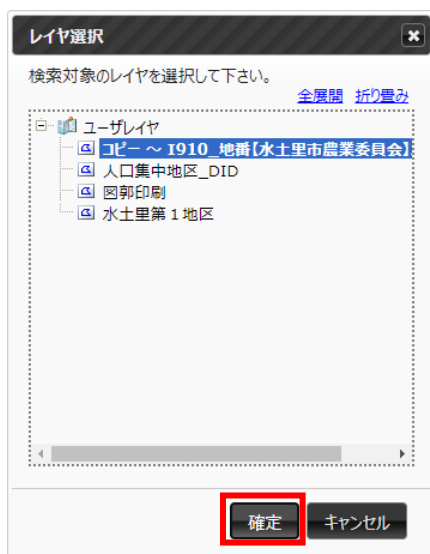 レイヤ選択
検索対象のレイヤを選択して下さい。
全展開 折り畳み
ユーザレイヤ
コピー ～ I910_地番【水土里市農業委員会】
人口集中地区_DID
図郭印刷
水土里第１地区
確定 キャンセル